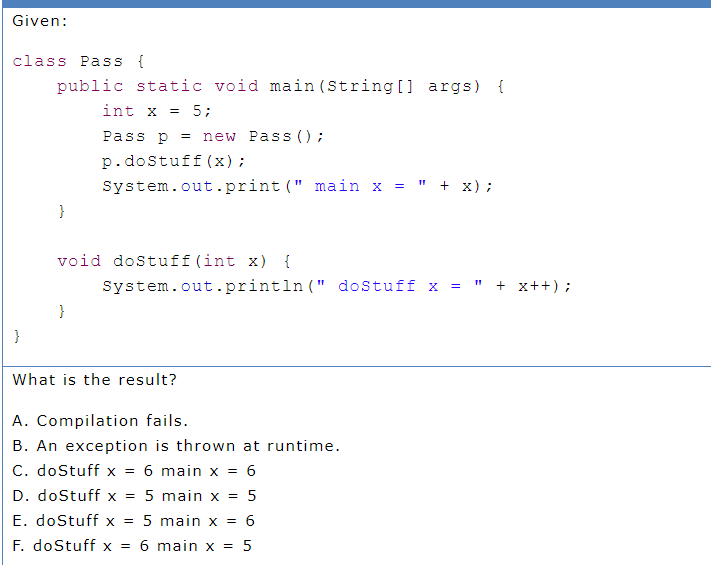 Given:
class Pass {
public static void main(String[] args) {
int x = 5;
Pass p = new Pass();
p.doStuff(x);
System.out.print(" main x = " + x);
}
void doStuff(int x) {
System.out.println(" doStuff x = " + x++);
}
}
What is the result?
A. Compilation fails.
B. An exception is thrown at runtime.
C. doStuff x = 6 main x = 6
D. doStuff x = 5 main x = 5
E. doStuff x = 5 main x = 6
F. doStuff x = 6 main x = 5